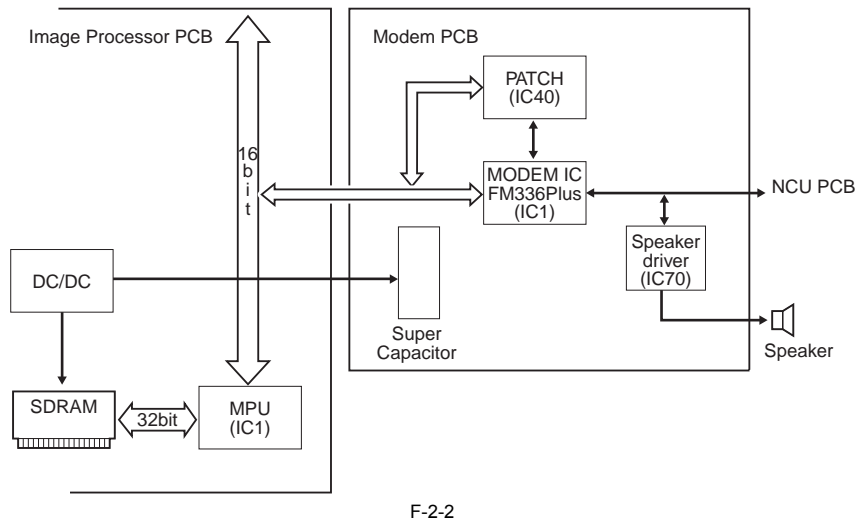 Image Processor PCB
Modem PCB
PATCH
(IC40)
16
b
i
t
MODEM IC
FM336Plus
(IC1)
NCU PCB
Speaker
driver
(IC70)
DC/DC
Super
Capacitor
Speaker
SDRAM
32bit
MPU
(IC1)
F-2-2